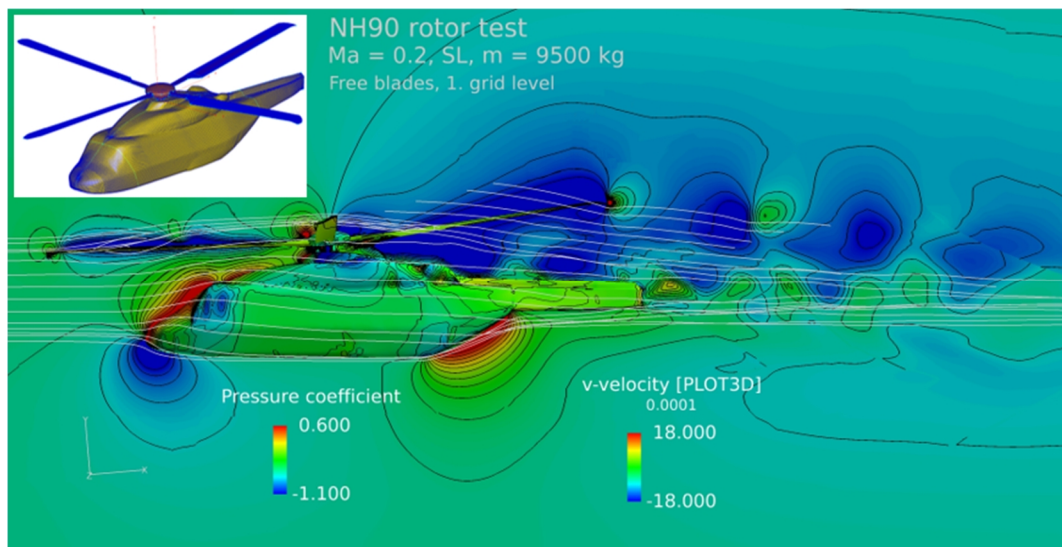 NH90 rotor test
Ma = 0.2, SL, m = 9500 kg
Free blades, 1. grid level
Pressure coefficient
0.600
-1.100
v-velocity [PLOT3D]
0.0001
18.000
-18.000
Y
Z
X